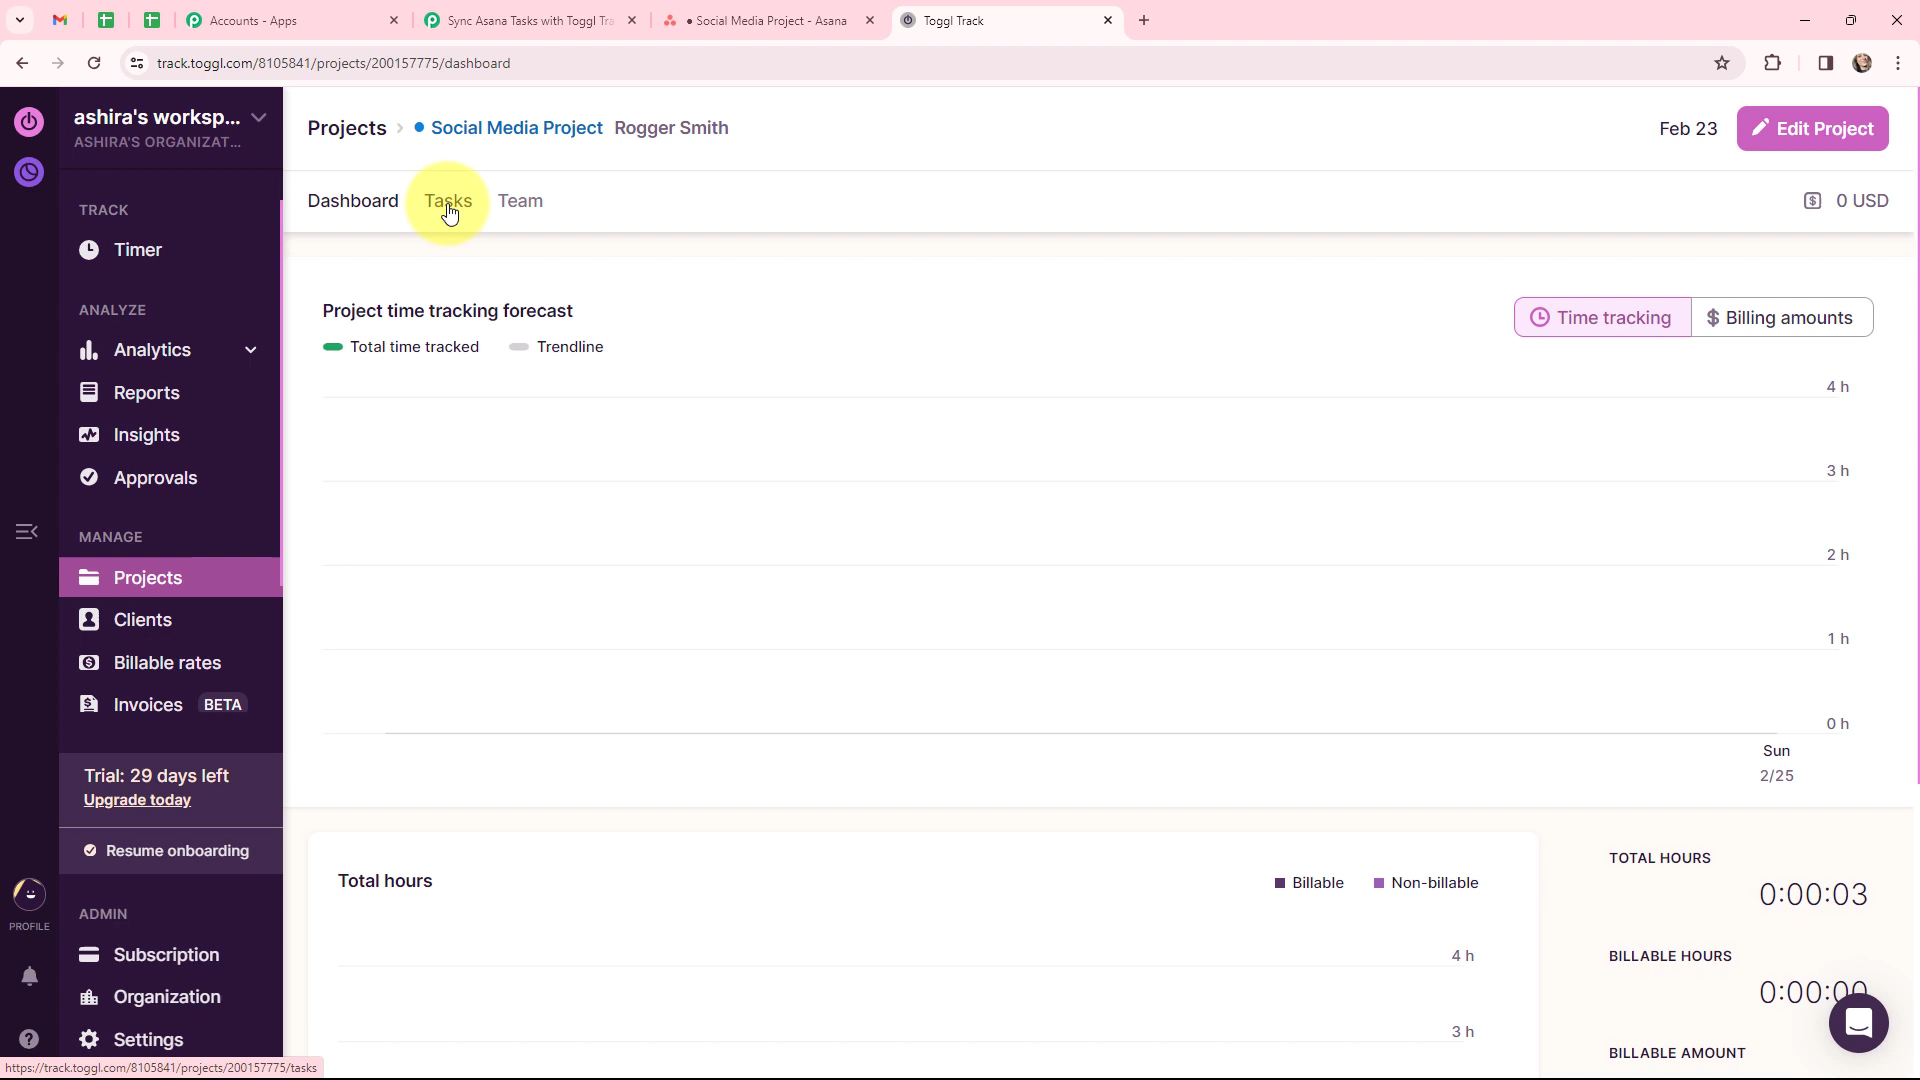 Accounts - Apps
Sync Asana Tasks with Toggl Tra
• Social Media Project - Asana
Toggl Track
track.toggl.com/8105841/projects/200157775/dashboard
ashira's worksp...
ASHIRA'S ORGANIZAT...
TRACK
Timer
ANALYZE
Analytics
Reports
Insights
Approvals
MANAGE
Projects
Clients
Billable rates
Invoices BETA
Trial: 29 days left
Upgrade today
Resume onboarding
PROFILE
ADMIN
Subscription
Organization
Settings
Projects › • Social Media Project Rogger Smith
Feb 23 Edit Project
Dashboard Tasks Team
$ 0 USD
Project time tracking forecast
Time tracking $ Billing amounts
Total time tracked Trendline
4 h
3 h
2 h
1 h
0 h
Sun
2/25
Total hours
Billable Non-billable
4 h
3 h
TOTAL HOURS
0:00:03
BILLABLE HOURS
0:00:00
BILLABLE AMOUNT
https://track.toggl.com/8105841/projects/200157775/tasks